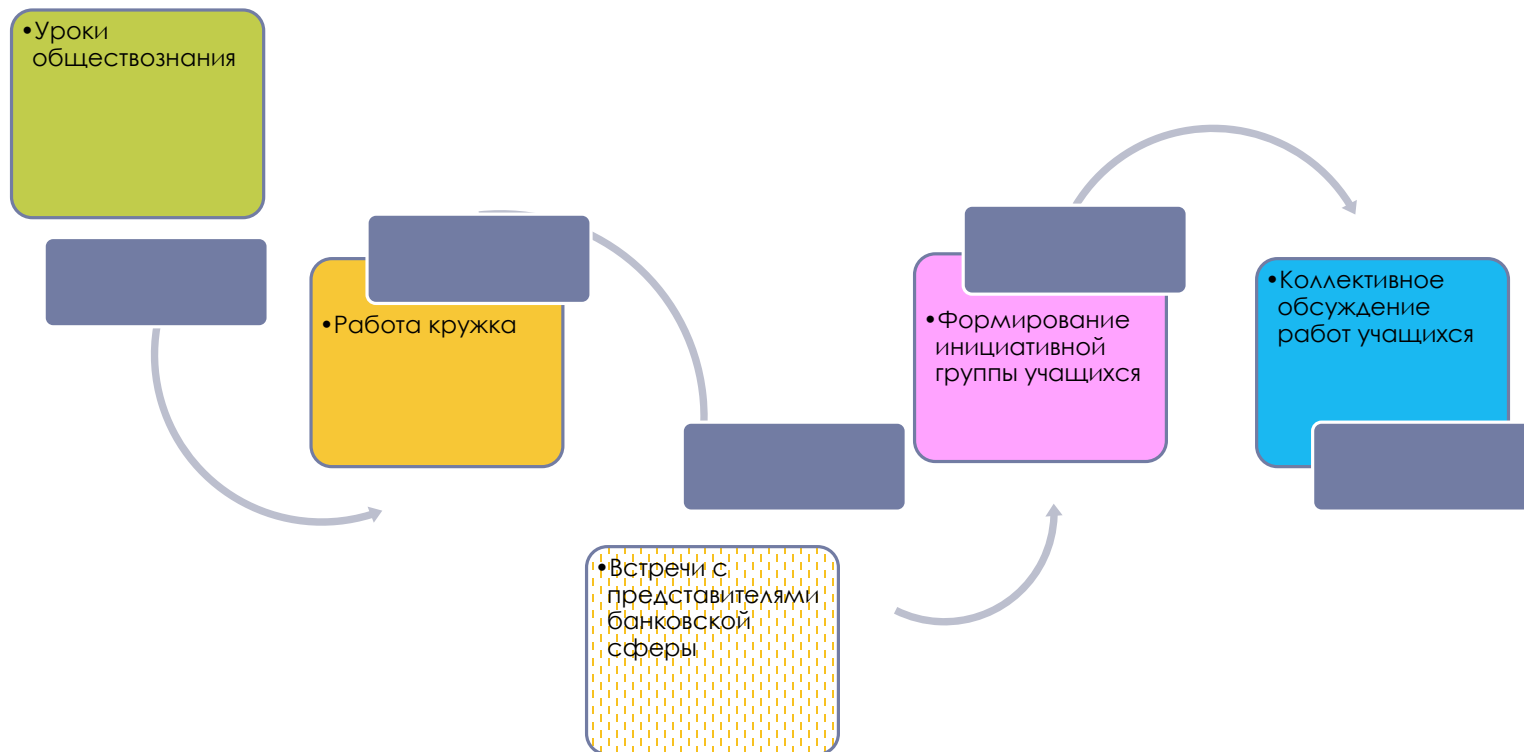 •Уроки
обществознания
•Работа кружка
•Встречи с
представителями
банковской
сферы
•Формирование
инициативной
группы учащихся
•Коллективное
обсуждение
работ учащихся